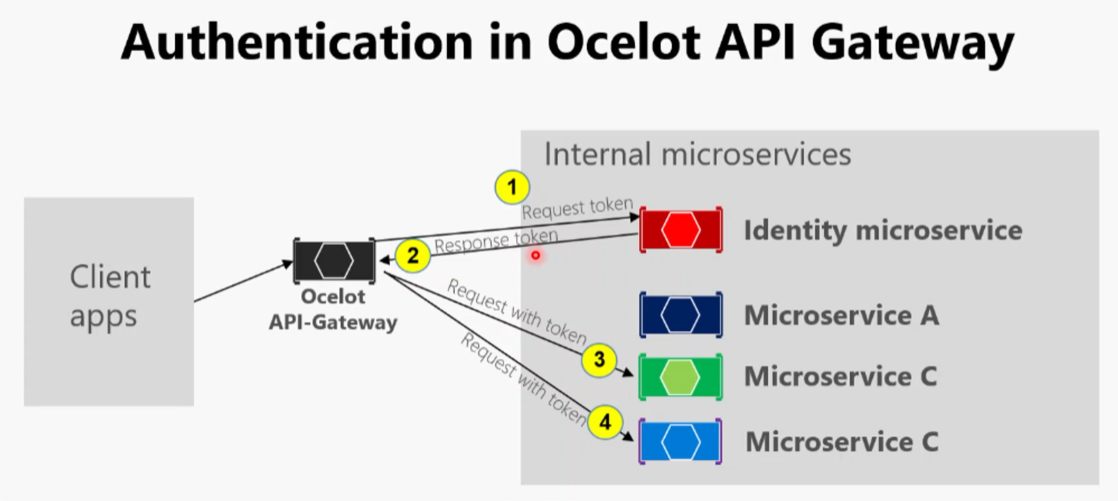 Authentication in Ocelot API Gateway
Internal microservices
1
Request token
Identity microservice
2
Response token
Client
apps
Ocelot
API-Gateway
Request with token
3
Request with token
4
Microservice A
Microservice C
Microservice C